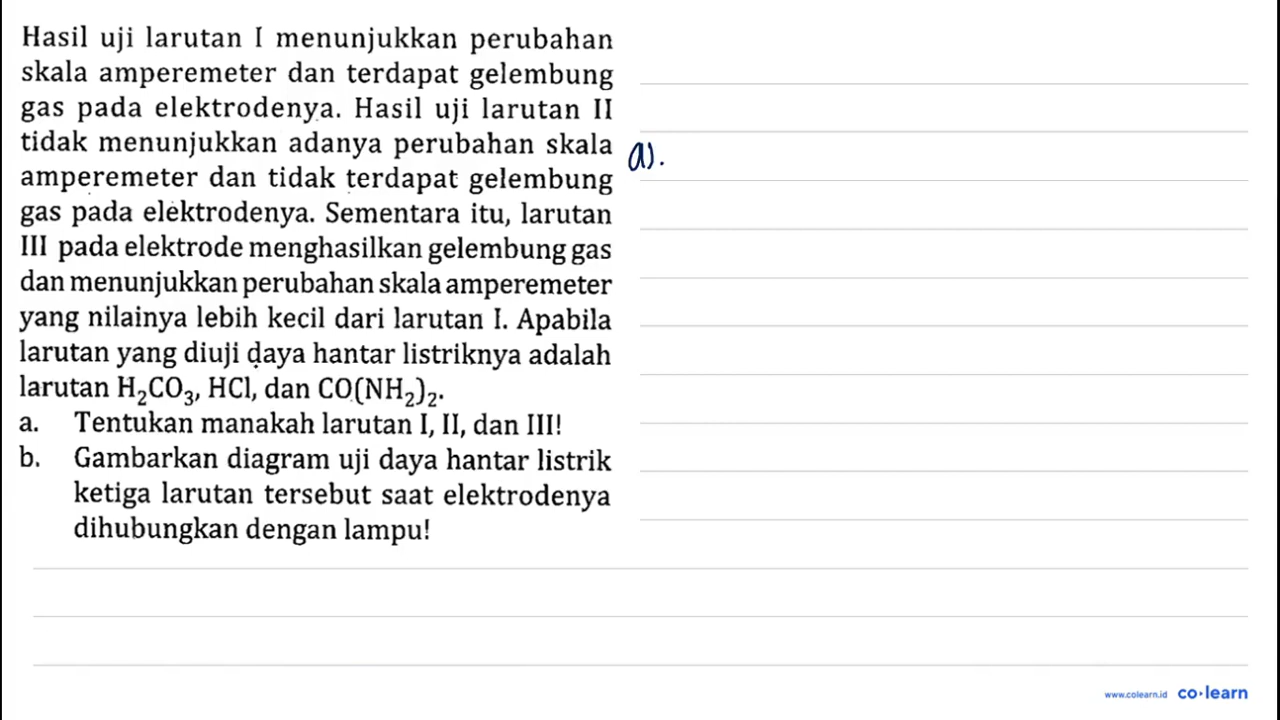 Hasil uji larutan I menunjukkan perubahan
skala amperemeter dan terdapat gelembung
gas pada elektrodenya. Hasil uji larutan II
tidak menunjukkan adanya perubahan skala
amperemeter dan tidak terdapat gelembung
gas pada elektrodenya. Sementara itu, larutan
III pada elektrode menghasilkan gelembung gas
dan menunjukkan perubahan skala amperemeter
yang nilainya lebih kecil dari larutan I. Apabila
larutan yang diuji daya hantar listriknya adalah
larutan H₂CO₃, HCl, dan CO(NH₂)₂.
a. Tentukan manakah larutan I, II, dan III!
b. Gambarkan diagram uji daya hantar listrik
ketiga larutan tersebut saat elektrodenya
dihubungkan dengan lampu!
a).
www.colearn.id co·learn